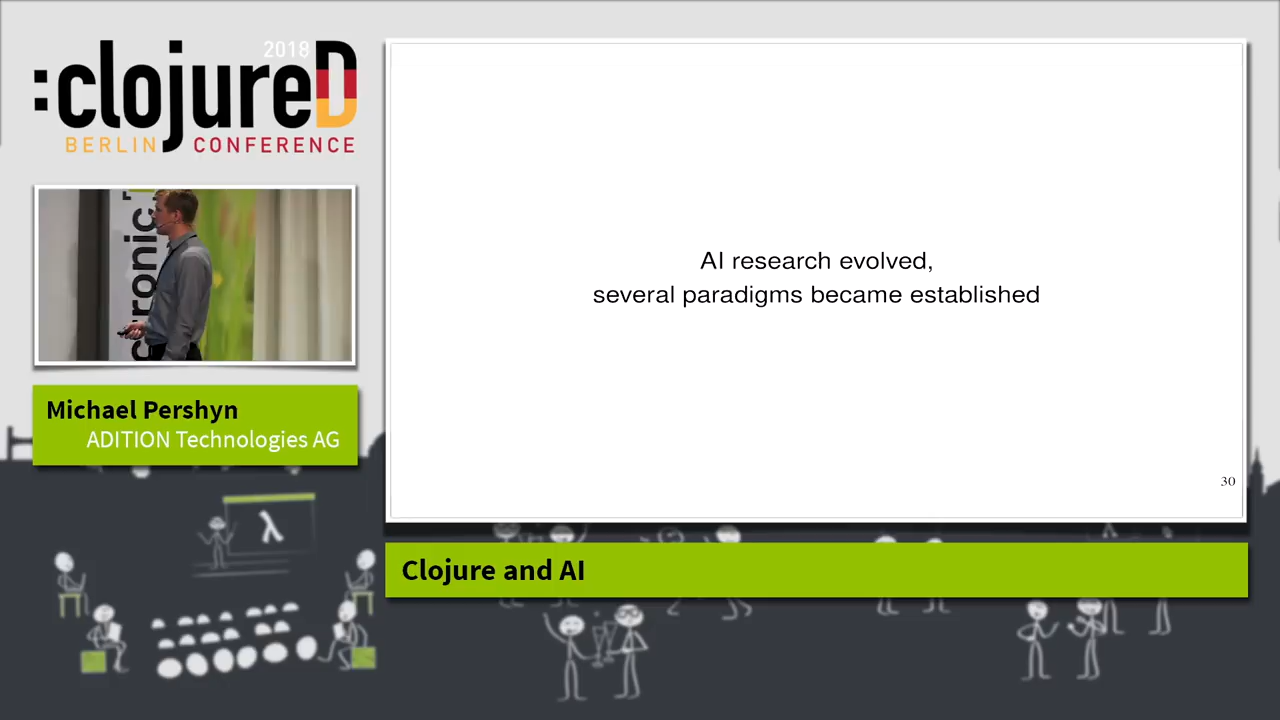 2018
:clojureD
BERLIN CONFERENCE
AI research evolved,
several paradigms became established
30
Michael Pershyn
ADITION Technologies AG
λ
Clojure and AI